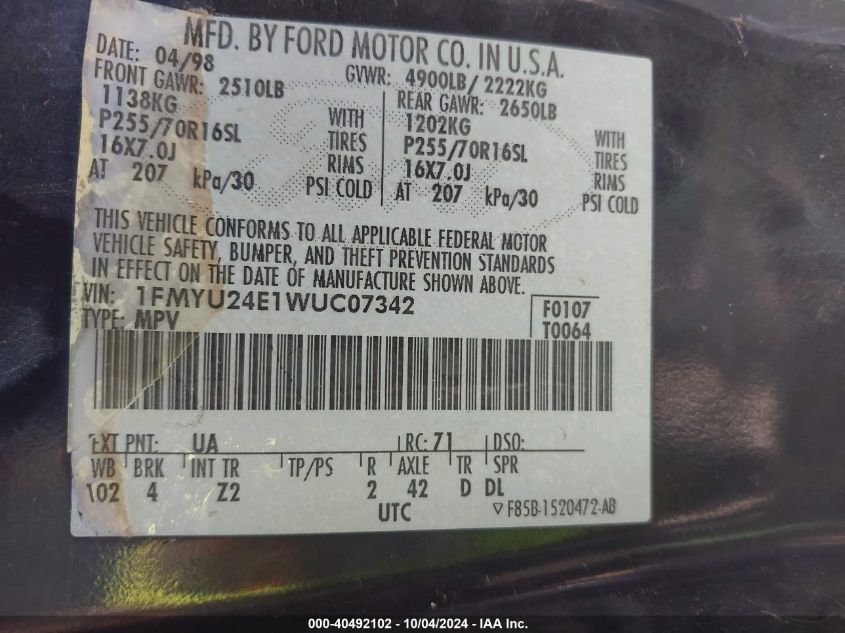 MFD. BY FORD MOTOR CO. IN U.S.A.
DATE: 04/98 GVWR: 4900LB/ 2222KG
FRONT GAWR: 2510LB REAR GAWR: 2650LB
1138KG WITH 1202KG WITH
P255/70R16SL TIRES P255/70R16SL TIRES
16X7.0J RIMS 16X7.0J RIMS
AT 207 kPa/30 PSI COLD AT 207 kPa/30 PSI COLD
THIS VEHICLE CONFORMS TO ALL APPLICABLE FEDERAL MOTOR
VEHICLE SAFETY, BUMPER, AND THEFT PREVENTION STANDARDS
IN EFFECT ON THE DATE OF MANUFACTURE SHOWN ABOVE.
VIN: 1FMYU24E1WUC07342 F0107
TYPE: MPV T0064
EXT PNT: UA RC: 71 DSO:
WB BRK INT TR TP/PS R AXLE TR SPR
102 4 Z2 2 42 D DL
UTC ▽ F85B-1520472-AB
000-40492102 - 10/04/2024 - IAA Inc.